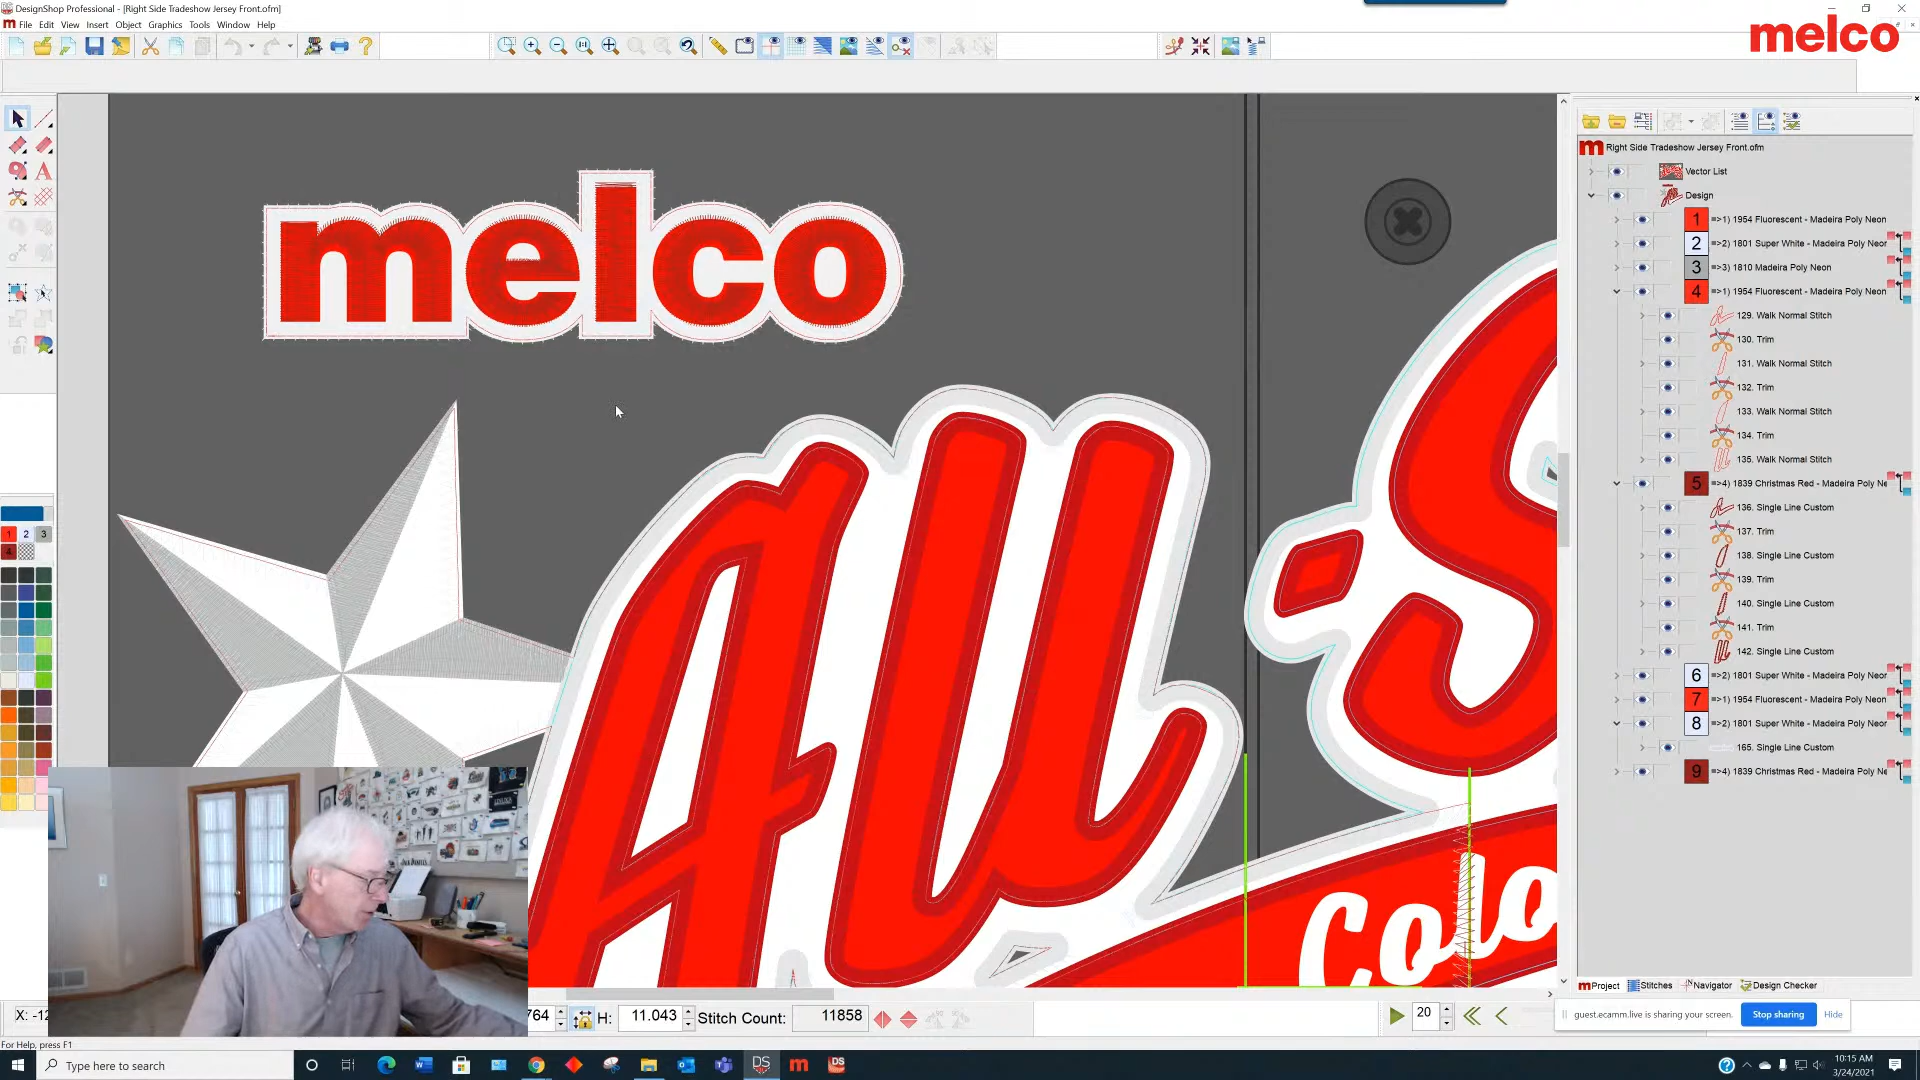 DesignShop Professional - [Right Side Tradeshow Jersey Front.ofm]
File Edit View Insert Object Graphics Tools Window Help
melco
melco
All
S
Colo
Right Side Tradeshow Jersey Front.ofm
Vector List
Design
1 =>1) 1954 Fluorescent - Madeira Poly Neon
2 =>2) 1801 Super White - Madeira Poly Neon
3 =>3) 1810 Madeira Poly Neon
4 =>1) 1954 Fluorescent - Madeira Poly Neon
129. Walk Normal Stitch
130. Trim
131. Walk Normal Stitch
132. Trim
133. Walk Normal Stitch
134. Trim
135. Walk Normal Stitch
5 =>4) 1839 Christmas Red - Madeira Poly Ne
136. Single Line Custom
137. Trim
138. Single Line Custom
139. Trim
140. Single Line Custom
141. Trim
142. Single Line Custom
6 =>2) 1801 Super White - Madeira Poly Neon
7 =>1) 1954 Fluorescent - Madeira Poly Neon
8 =>2) 1801 Super White - Madeira Poly Neon
165. Single Line Custom
9 =>4) 1839 Christmas Red - Madeira Poly Ne
1 2 3
4
Project Stitches Navigator Design Checker
X: -12 764 H: 11.043 Stitch Count: 11858 20
guest.ecamm.live is sharing your screen. Stop sharing Hide
For Help, press F1
Type here to search
DS
m
DS
10:15 AM
3/24/2021